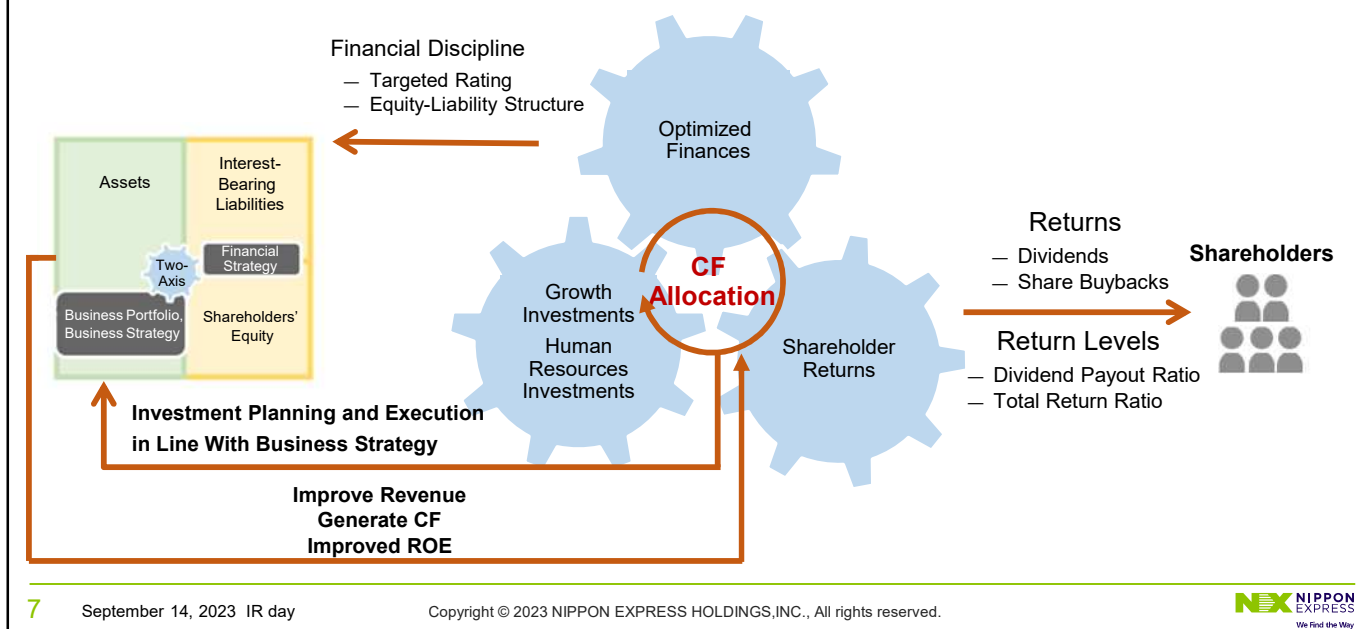 Financial Discipline
— Targeted Rating
— Equity-Liability Structure
Optimized
Finances
Assets
Interest-
Bearing
Liabilities
Two-
Axis
Financial
Strategy
Business Portfolio,
Business Strategy
Shareholders’
Equity
CF
Allocation
Growth
Investments
Human
Resources
Investments
Shareholder
Returns
Returns
— Dividends
— Share Buybacks
Return Levels
— Dividend Payout Ratio
— Total Return Ratio
Shareholders
Investment Planning and Execution
in Line With Business Strategy
Improve Revenue
Generate CF
Improved ROE
7 September 14, 2023 IR day Copyright © 2023 NIPPON EXPRESS HOLDINGS,INC., All rights reserved.
NX NIPPON
EXPRESS
We Find the Way